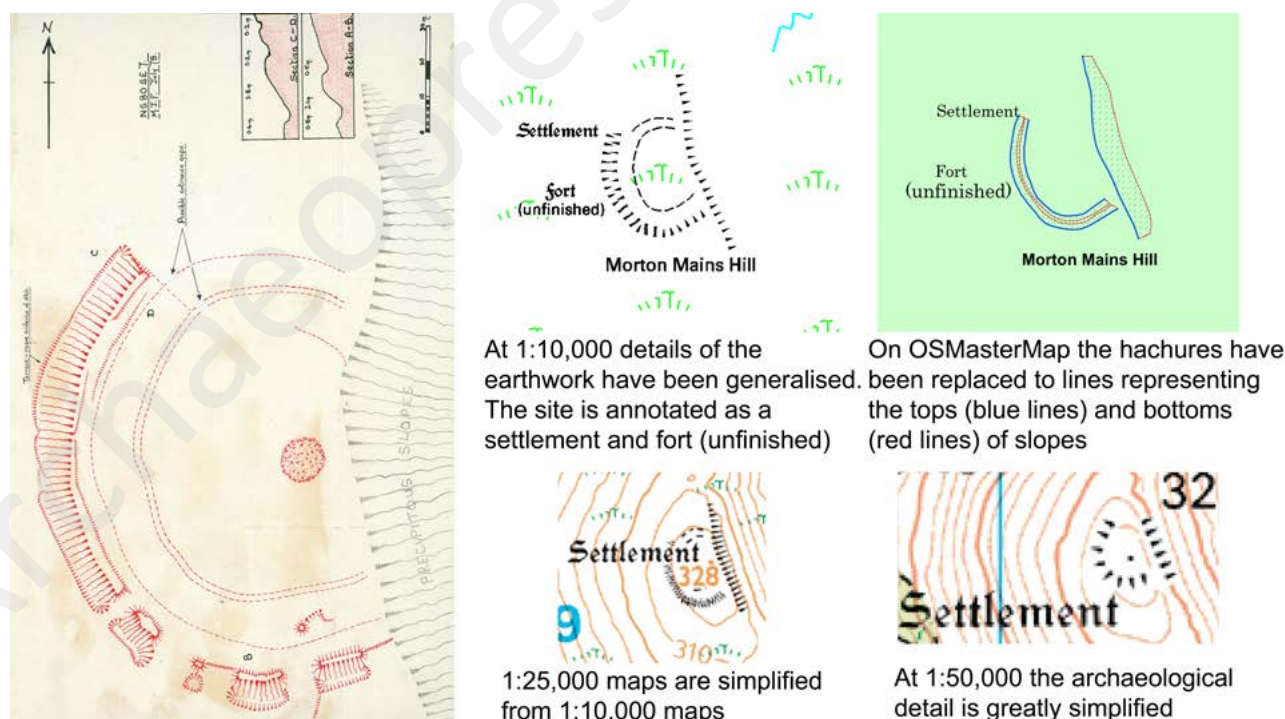 N
NS80SE7
Section C-D
Section A-B
Possible entrance gaps
C
D
B
PRECIPITOUS SLOPES
Settlement
Fort
(unfinished)
Morton Mains Hill
At 1:10,000 details of the
earthwork have been generalised.
The site is annotated as a
settlement and fort (unfinished)
Settlement
Fort
(unfinished)
Morton Mains Hill
On OSMasterMap the hachures have
been replaced to lines representing
the tops (blue lines) and bottoms
(red lines) of slopes
Settlement
328
9
310
1:25,000 maps are simplified
from 1:10,000 maps
32
Settlement
At 1:50,000 the archaeological
detail is greatly simplified